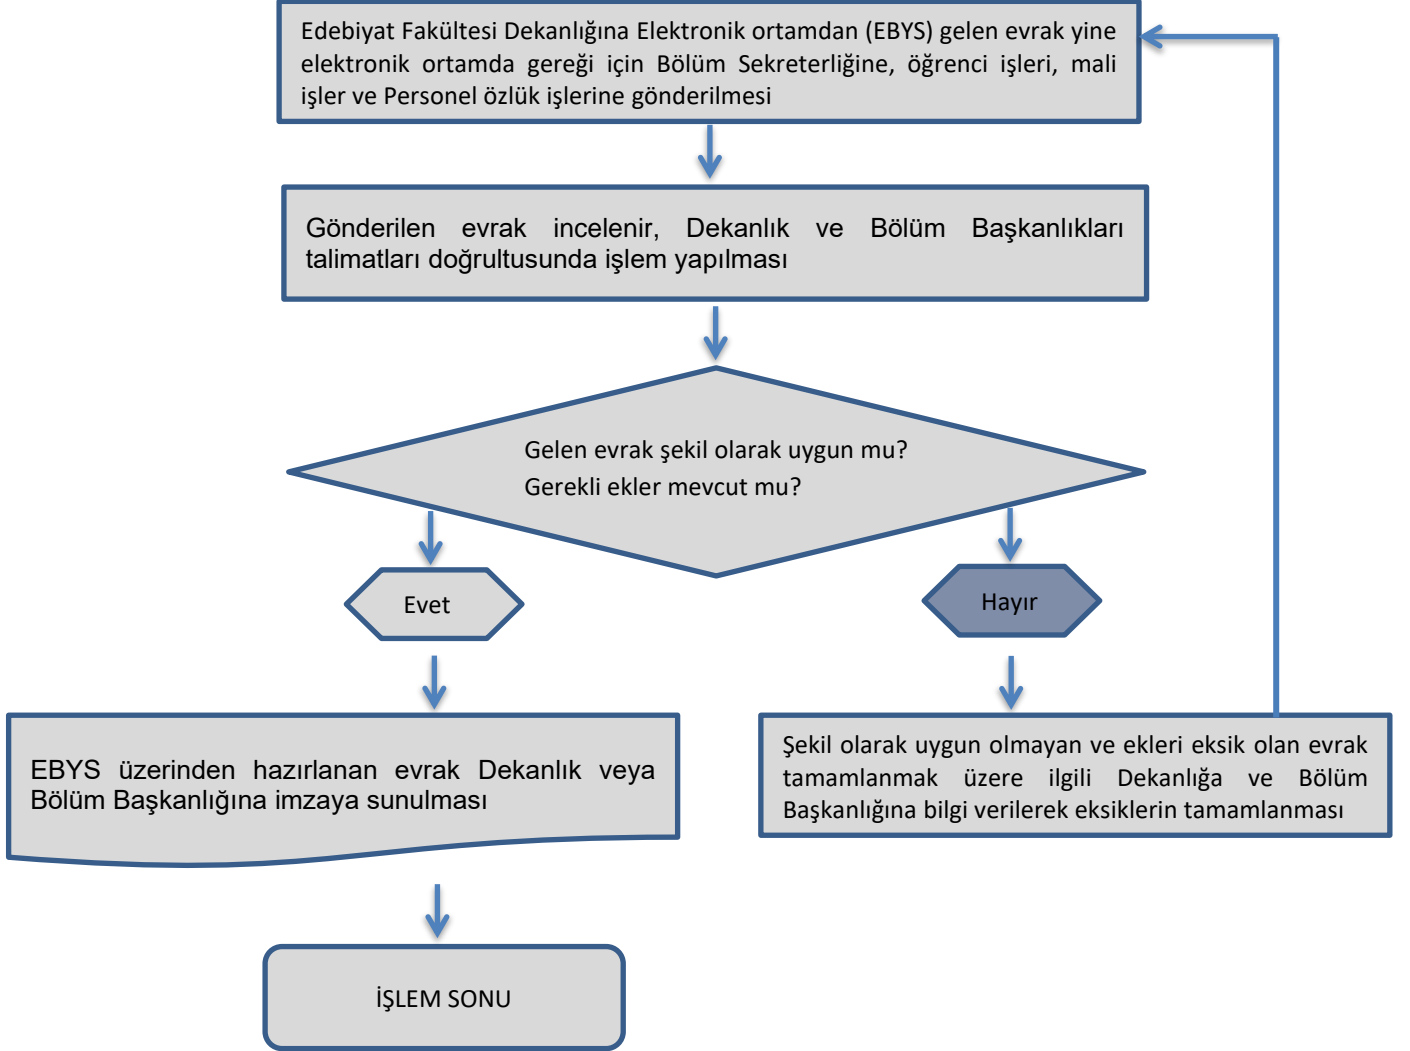 Edebiyat Fakültesi Dekanlığına Elektronik ortamdan (EBYS) gelen evrak yine
elektronik ortamda gereği için Bölüm Sekreterliğine, öğrenci işleri, mali
işler ve Personel özlük işlerine gönderilmesi
Gönderilen evrak incelenir, Dekanlık ve Bölüm Başkanlıkları
talimatları doğrultusunda işlem yapılması
Gelen evrak şekil olarak uygun mu?
Gerekli ekler mevcut mu?
Evet
Hayır
EBYS üzerinden hazırlanan evrak Dekanlık veya
Bölüm Başkanlığına imzaya sunulması
Şekil olarak uygun olmayan ve ekleri eksik olan evrak
tamamlanmak üzere ilgili Dekanlığa ve Bölüm
Başkanlığına bilgi verilerek eksiklerin tamamlanması
İŞLEM SONU